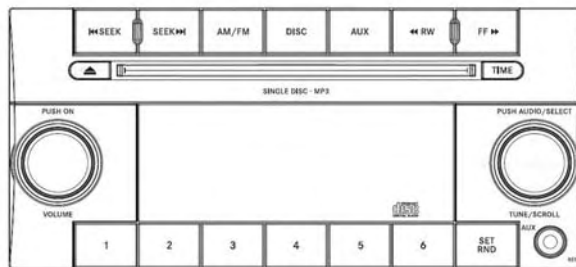 SEEK SEEK AM/FM DISC AUX RW FF
TIME
SINGLE DISC - MP3
PUSH ON PUSH AUDIO/SELECT
disc
VOLUME TUNE/SCROLL
1 2 3 4 5 6 SET RND AUX